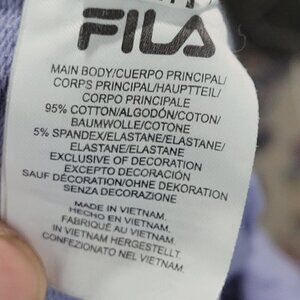 FILA
MAIN BODY/CUERPO PRINCIPAL/
CORPS PRINCIPAL/HAUPTTEIL/
CORPO PRINCIPALE
95% COTTON/ALGODÓN/COTON/
BAUMWOLLE/COTONE
5% SPANDEX/ELASTANE/ELASTANE/
ELASTANE/ELASTANE
EXCLUSIVE OF DECORATION
EXCEPTO DECORACIÓN
SAUF DÉCORATION/OHNE DEKORATION
SENZA DECORAZIONE
MADE IN VIETNAM.
HECHO EN VIETNAM.
FABRIQUÉ AU VIETNAM.
IN VIETNAM HERGESTELLT.
CONFEZIONATO NEL VIETNAM.